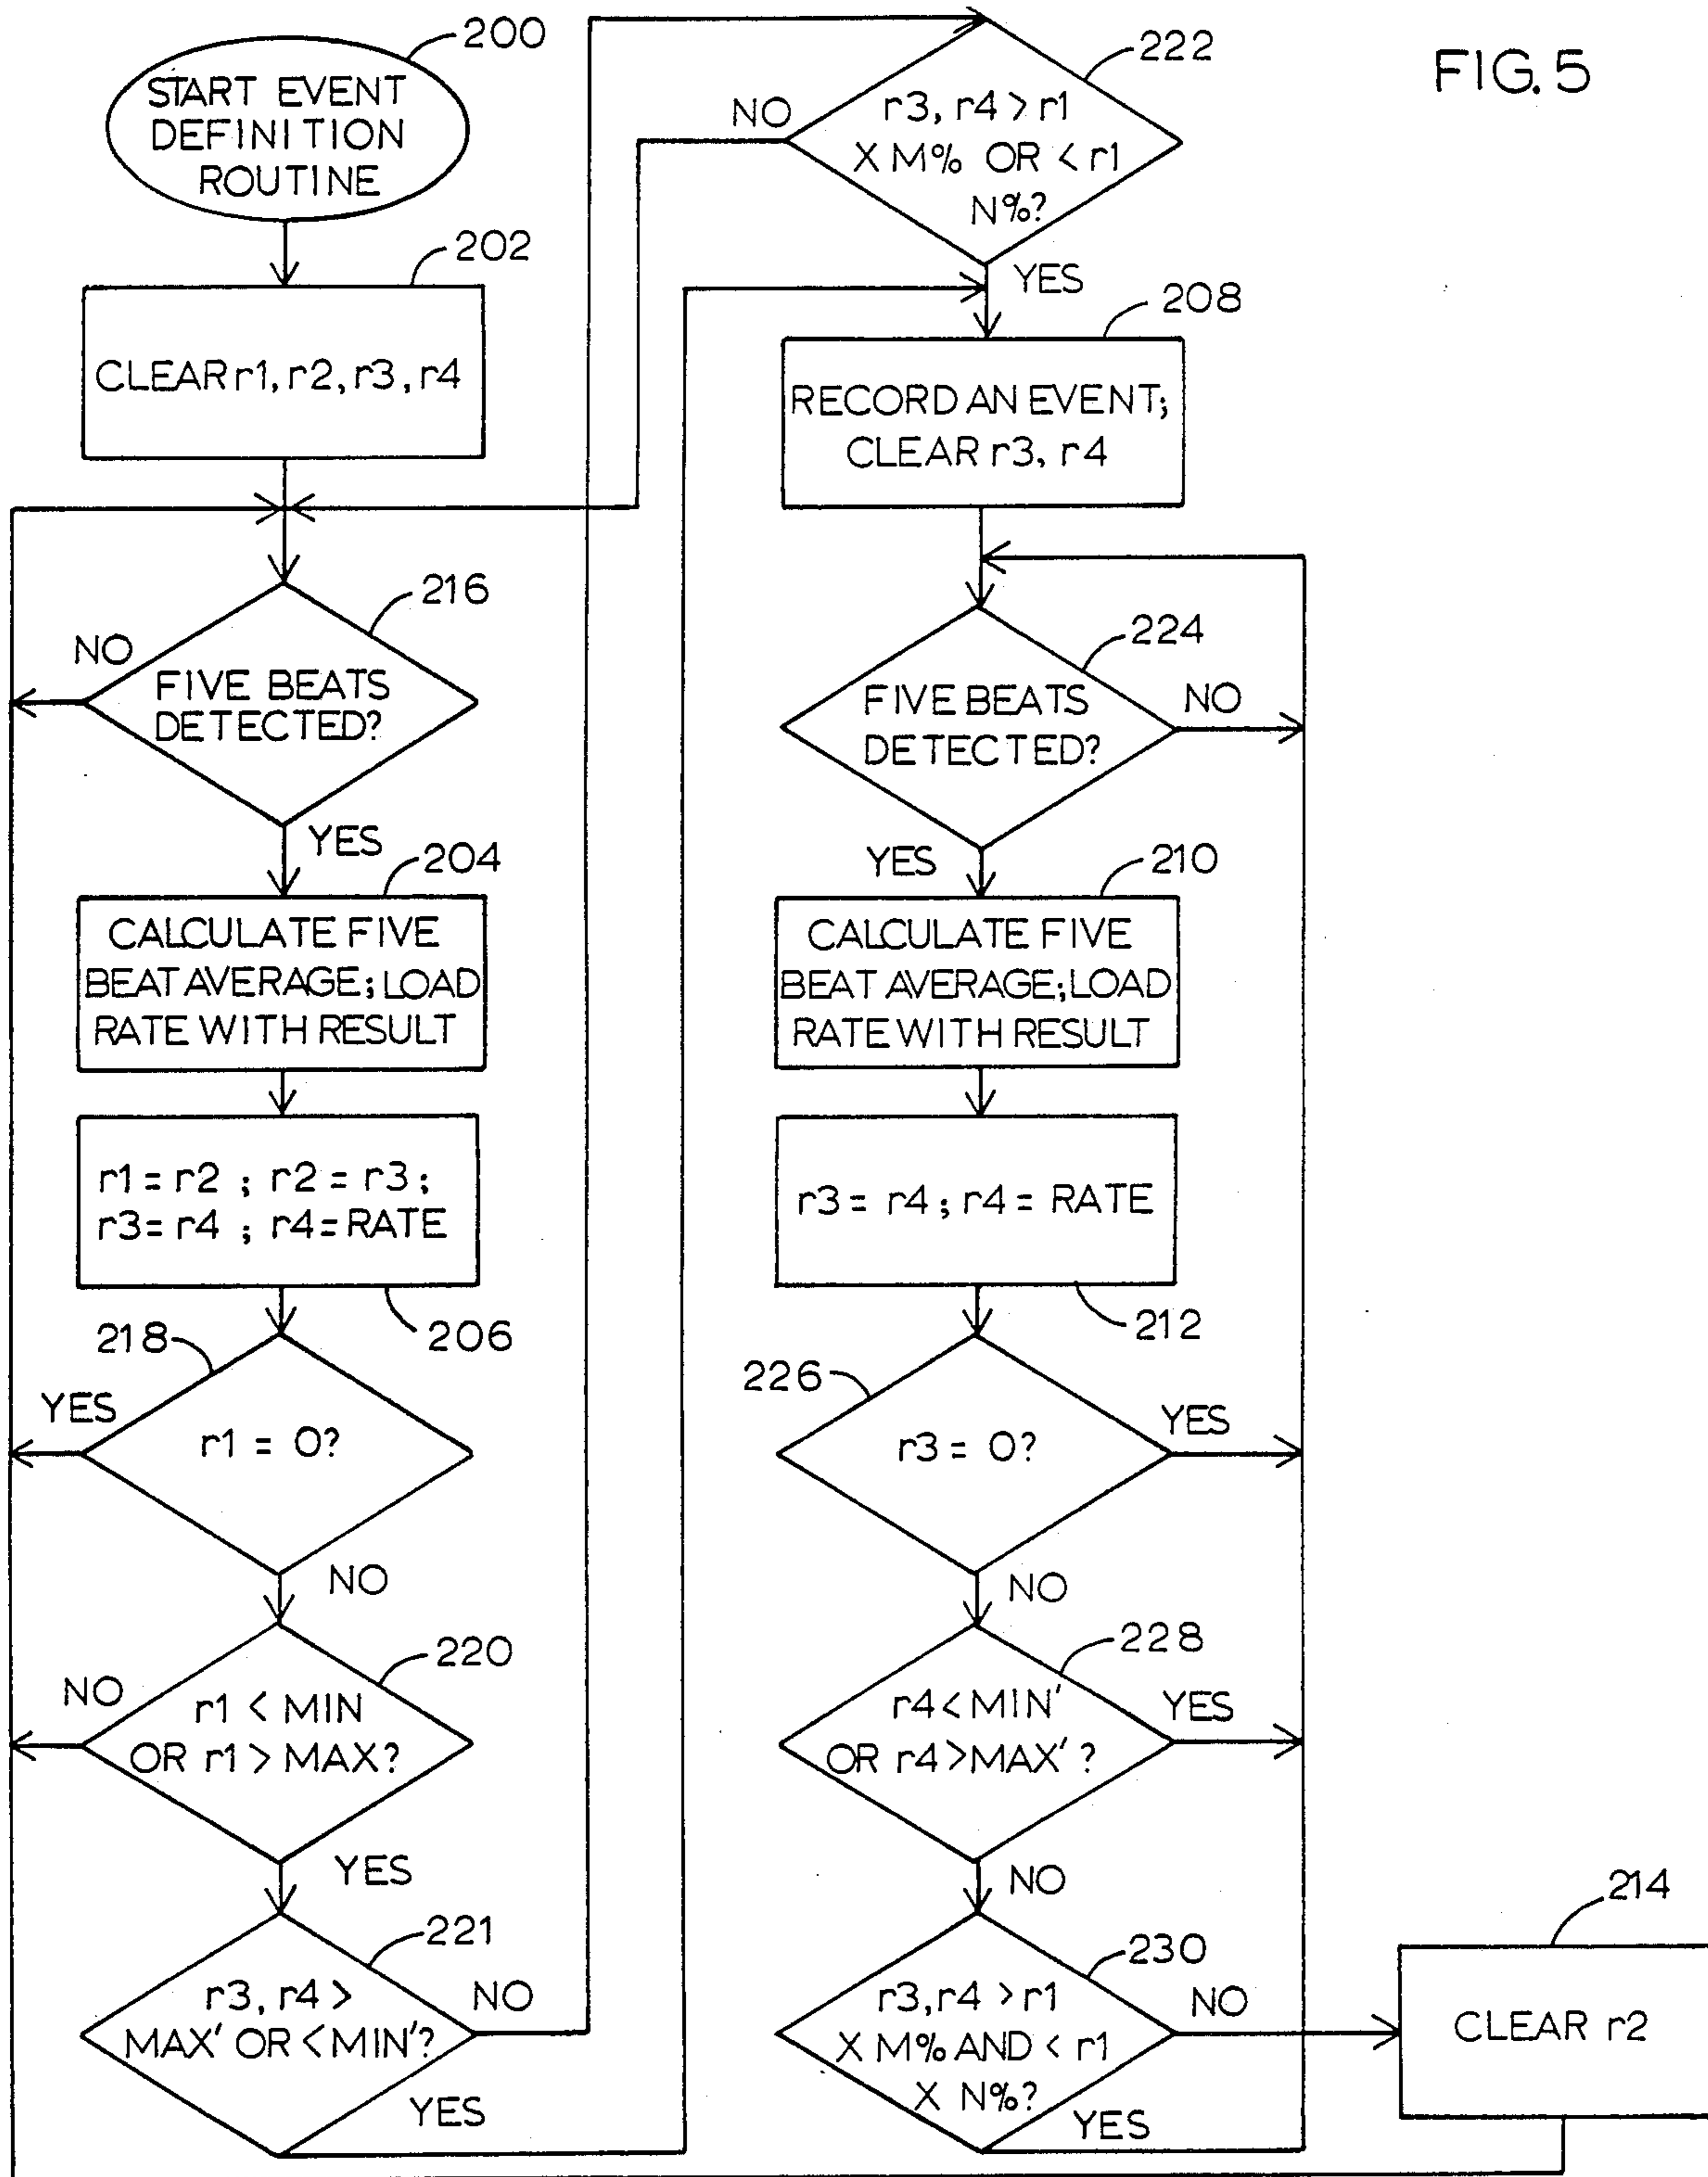 FIG. 5
200
START EVENT
DEFINITION
ROUTINE
202
CLEAR r1, r2, r3, r4
216
FIVE BEATS
DETECTED?
NO
YES
204
CALCULATE FIVE
BEAT AVERAGE; LOAD
RATE WITH RESULT
r1 = r2 ; r2 = r3 ;
r3 = r4 ; r4 = RATE
206
218
r1 = 0?
YES
NO
220
r1 < MIN
OR r1 > MAX?
NO
YES
221
r3, r4 >
MAX' OR < MIN'?
NO
YES
222
r3, r4 > r1
X M% OR < r1
N%?
NO
YES
208
RECORD AN EVENT;
CLEAR r3, r4
224
FIVE BEATS
DETECTED?
NO
YES
210
CALCULATE FIVE
BEAT AVERAGE; LOAD
RATE WITH RESULT
r3 = r4 ; r4 = RATE
212
226
r3 = 0?
YES
NO
228
r4 < MIN'
OR r4 > MAX' ?
YES
NO
230
r3, r4 > r1
X M% AND < r1
X N%?
NO
YES
214
CLEAR r2